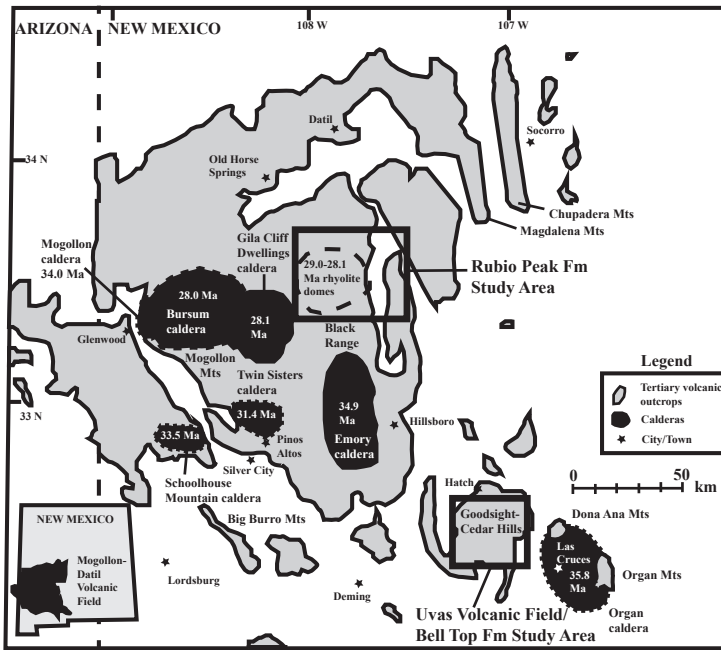 ARIZONA NEW MEXICO
108 W
107 W
Datil
Socorro
34 N
Old Horse
Springs
Chupadera Mts
Magdalena Mts
Mogollon
caldera
34.0 Ma
Gila Cliff
Dwellings
caldera
29.0-28.1
Ma rhyolite
domes
Rubio Peak Fm
Study Area
28.0 Ma
Bursum
caldera
28.1
Ma
Glenwood
Black
Range
Mogollon
Mts
Twin Sisters
caldera
Legend
Tertiary volcanic
outcrops
Calderas
City/Town
33 N
31.4 Ma
34.9
Ma
Emory
caldera
Hillsboro
33.5 Ma
Pinos
Altos
Silver City
Schoolhouse
Mountain caldera
0 50
km
Hatch
Goodsight-
Cedar Hills
Dona Ana Mts
Big Burro Mts
NEW MEXICO
Mogollon-
Datil
Volcanic
Field
Las
Cruces
35.8
Ma
Organ Mts
Lordsburg
Deming
Organ
caldera
Uvas Volcanic Field/
Bell Top Fm Study Area